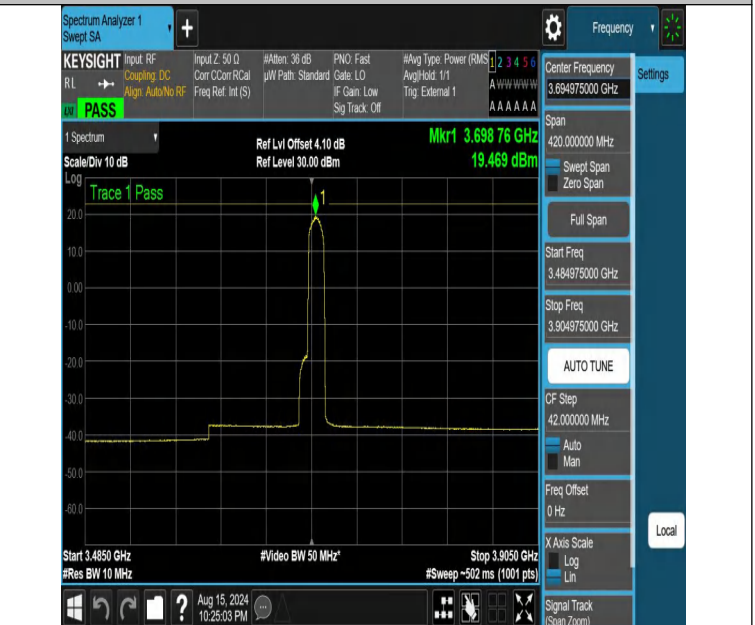 Spectrum Analyzer 1
Swept SA
Frequency
KEYSIGHT
RL
PASS
Input: RF
Coupling: DC
Align: Auto/No RF
Input Z: 50 Ω
Corr CCorr RCal
Freq Ref: Int (S)
#Atten: 36 dB
µW Path: Standard
PNO: Fast
Gate: LO
IF Gain: Low
Sig Track: Off
#Avg Type: Power (RMS
Avg|Hold: 1/1
Trig: External 1
1 2 3 4 5 6
A W W W W W
A A A A A A
1 Spectrum
Scale/Div 10 dB
Ref Lvl Offset 4.10 dB
Ref Level 30.00 dBm
Mkr1 3.698 76 GHz
19.469 dBm
Log
Trace 1 Pass
1
20.0
10.0
0.00
-10.0
-20.0
-30.0
-40.0
-50.0
-60.0
Start 3.4850 GHz
#Res BW 10 MHz
#Video BW 50 MHz*
Stop 3.9050 GHz
#Sweep ~502 ms (1001 pts)
Center Frequency
3.694975000 GHz
Settings
Span
420.000000 MHz
Swept Span
Zero Span
Full Span
Start Freq
3.484975000 GHz
Stop Freq
3.904975000 GHz
AUTO TUNE
CF Step
42.000000 MHz
Auto
Man
Freq Offset
0 Hz
X Axis Scale
Log
Lin
Local
Signal Track
(Span Zoom)
?
Aug 15, 2024
10:25:03 PM